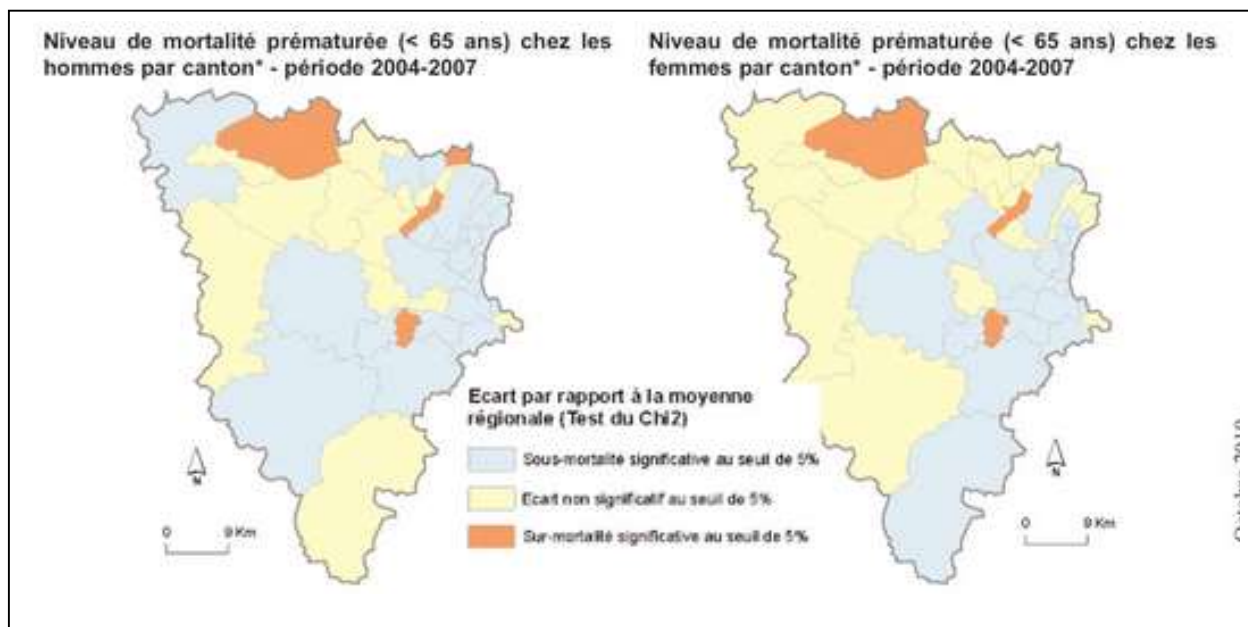 Niveau de mortalité prématurée (< 65 ans) chez les
hommes par canton* - période 2004-2007
Niveau de mortalité prématurée (< 65 ans) chez les
femmes par canton* - période 2004-2007
Ecart par rapport à la moyenne
régionale (Test du Chi2)
Sous-mortalité significative au seuil de 5%
Ecart non significatif au seuil de 5%
Sur-mortalité significative au seuil de 5%
N
0 9 Km
N
0 9 Km